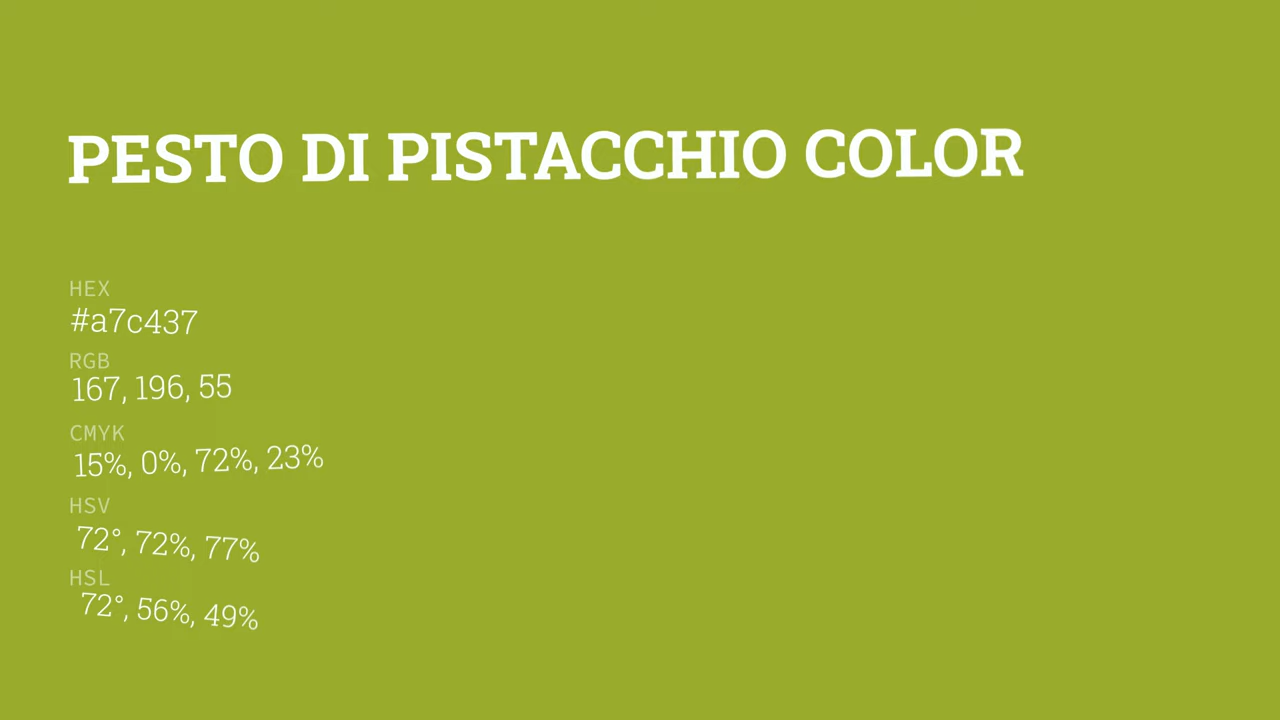 PESTO DI PISTACCHIO COLOR
HEX
#a7c437
RGB
167, 196, 55
CMYK
15%, 0%, 72%, 23%
HSV
72°, 72%, 77%
HSL
72°, 56%, 49%